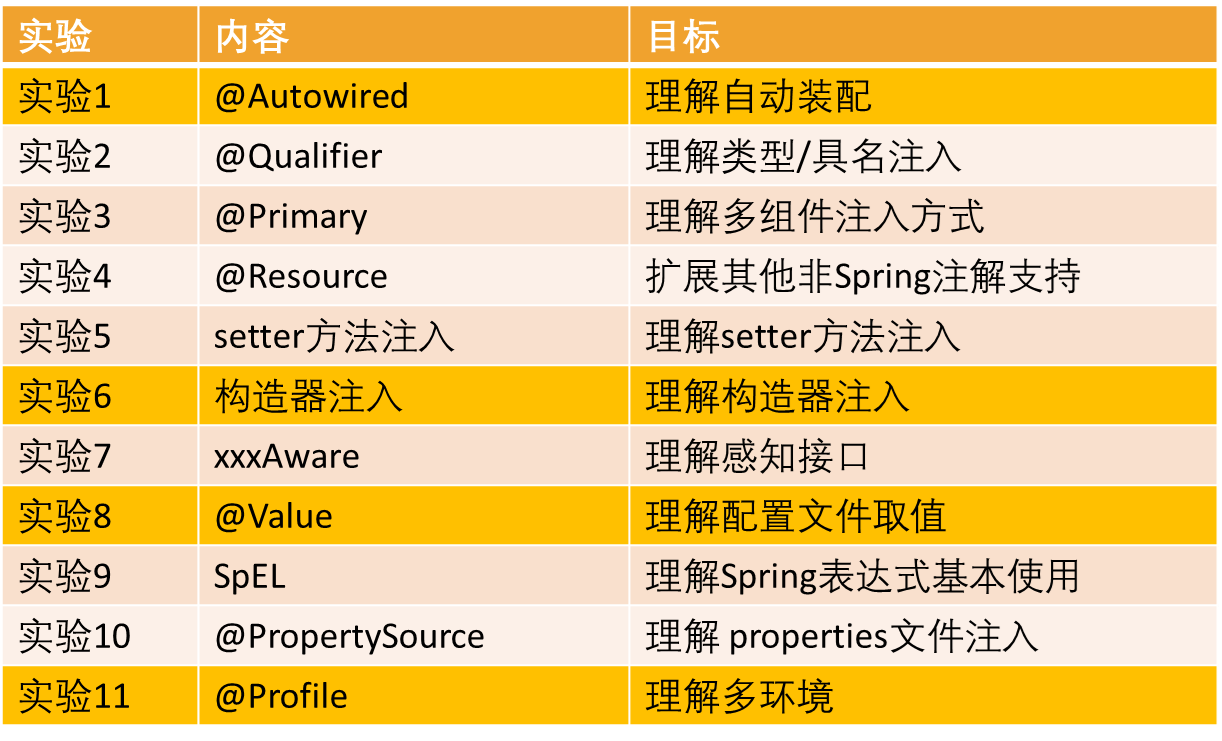 实验 内容 目标
实验1 @Autowired 理解自动装配
实验2 @Qualifier 理解类型/具名注入
实验3 @Primary 理解多组件注入方式
实验4 @Resource 扩展其他非Spring注解支持
实验5 setter方法注入 理解setter方法注入
实验6 构造器注入 理解构造器注入
实验7 xxxAware 理解感知接口
实验8 @Value 理解配置文件取值
实验9 SpEL 理解Spring表达式基本使用
实验10 @PropertySource 理解 properties文件注入
实验11 @Profile 理解多环境